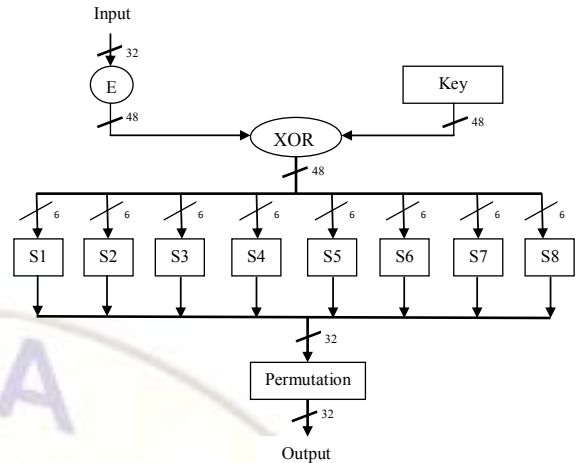 Input
32
E
Key
48
XOR
48
48
6 6 6 6 6 6 6 6
S1 S2 S3 S4 S5 S6 S7 S8
32
Permutation
32
Output
A